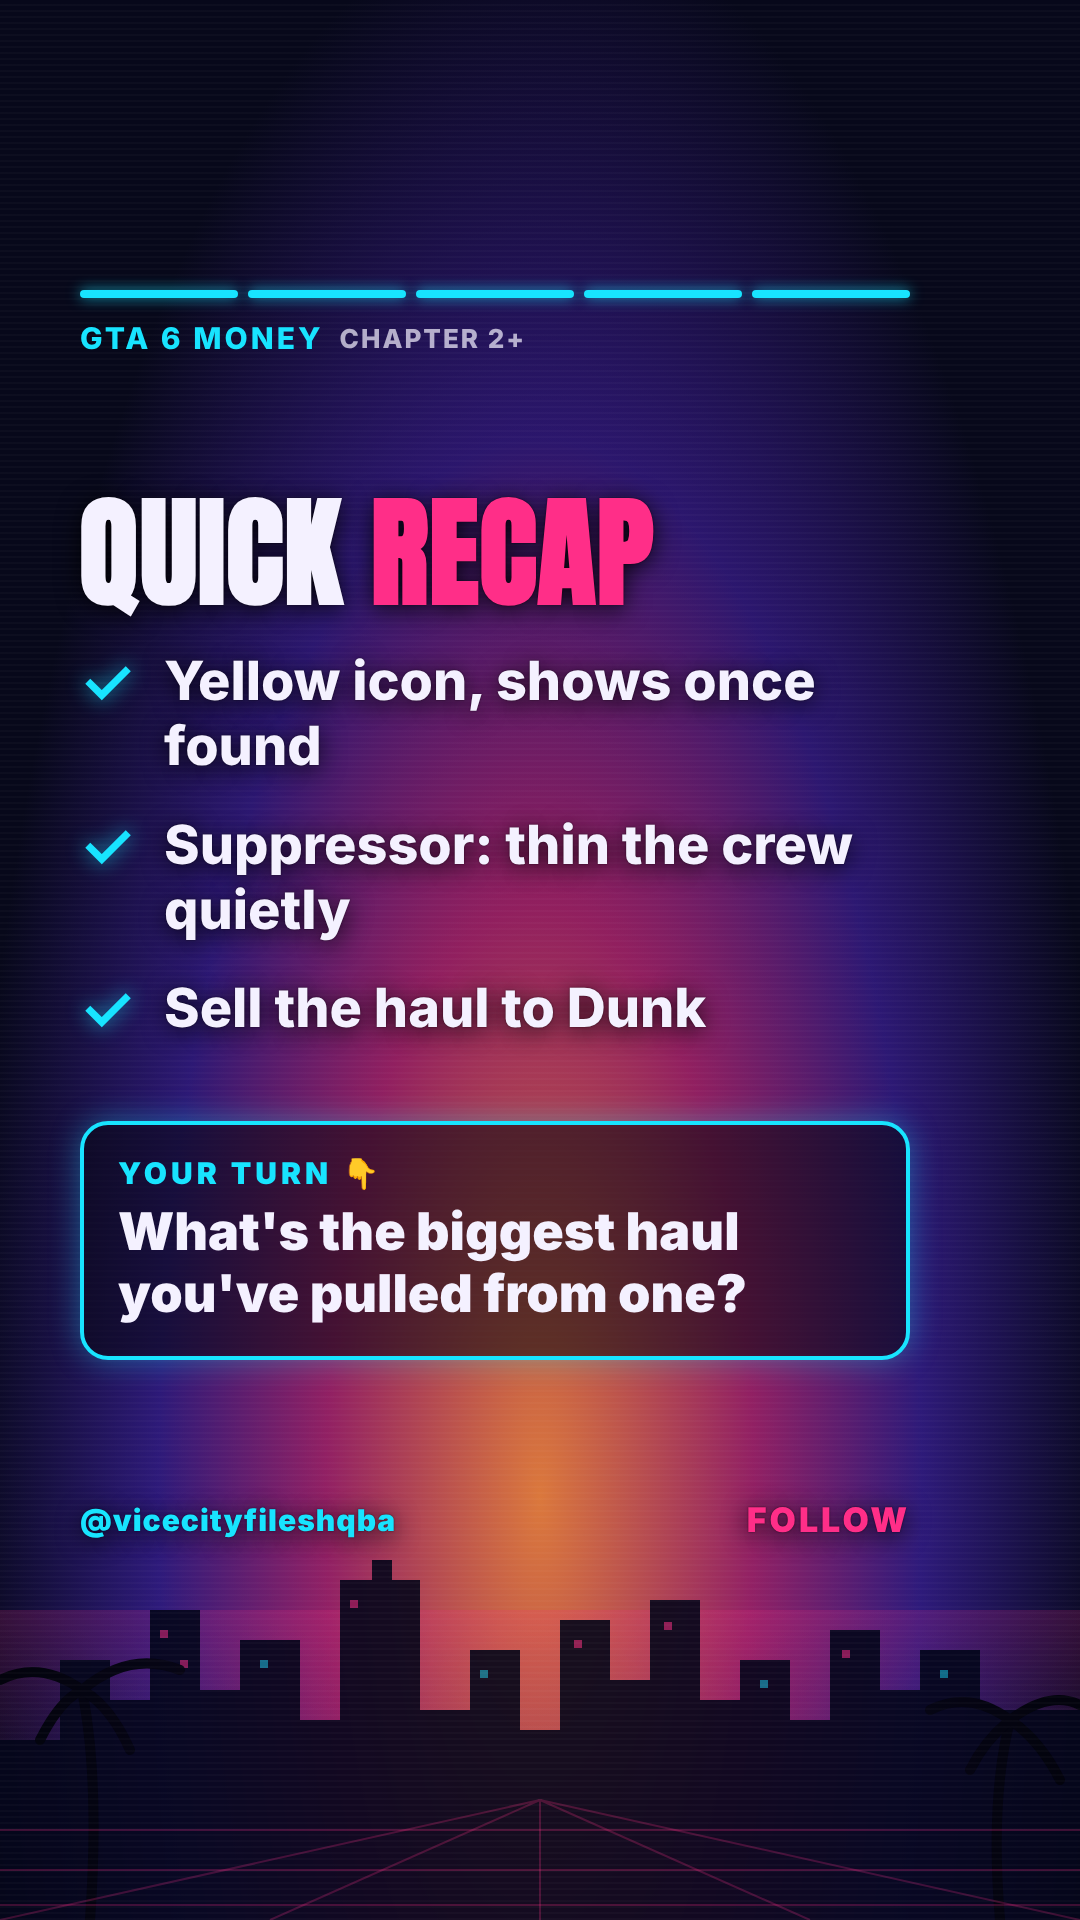 GTA 6 MONEY CHAPTER 2+
QUICK RECAP
Yellow icon, shows once
found
Suppressor: thin the crew
quietly
Sell the haul to Dunk
YOUR TURN 👇
What's the biggest haul
you've pulled from one?
@vicecityfileshqba FOLLOW